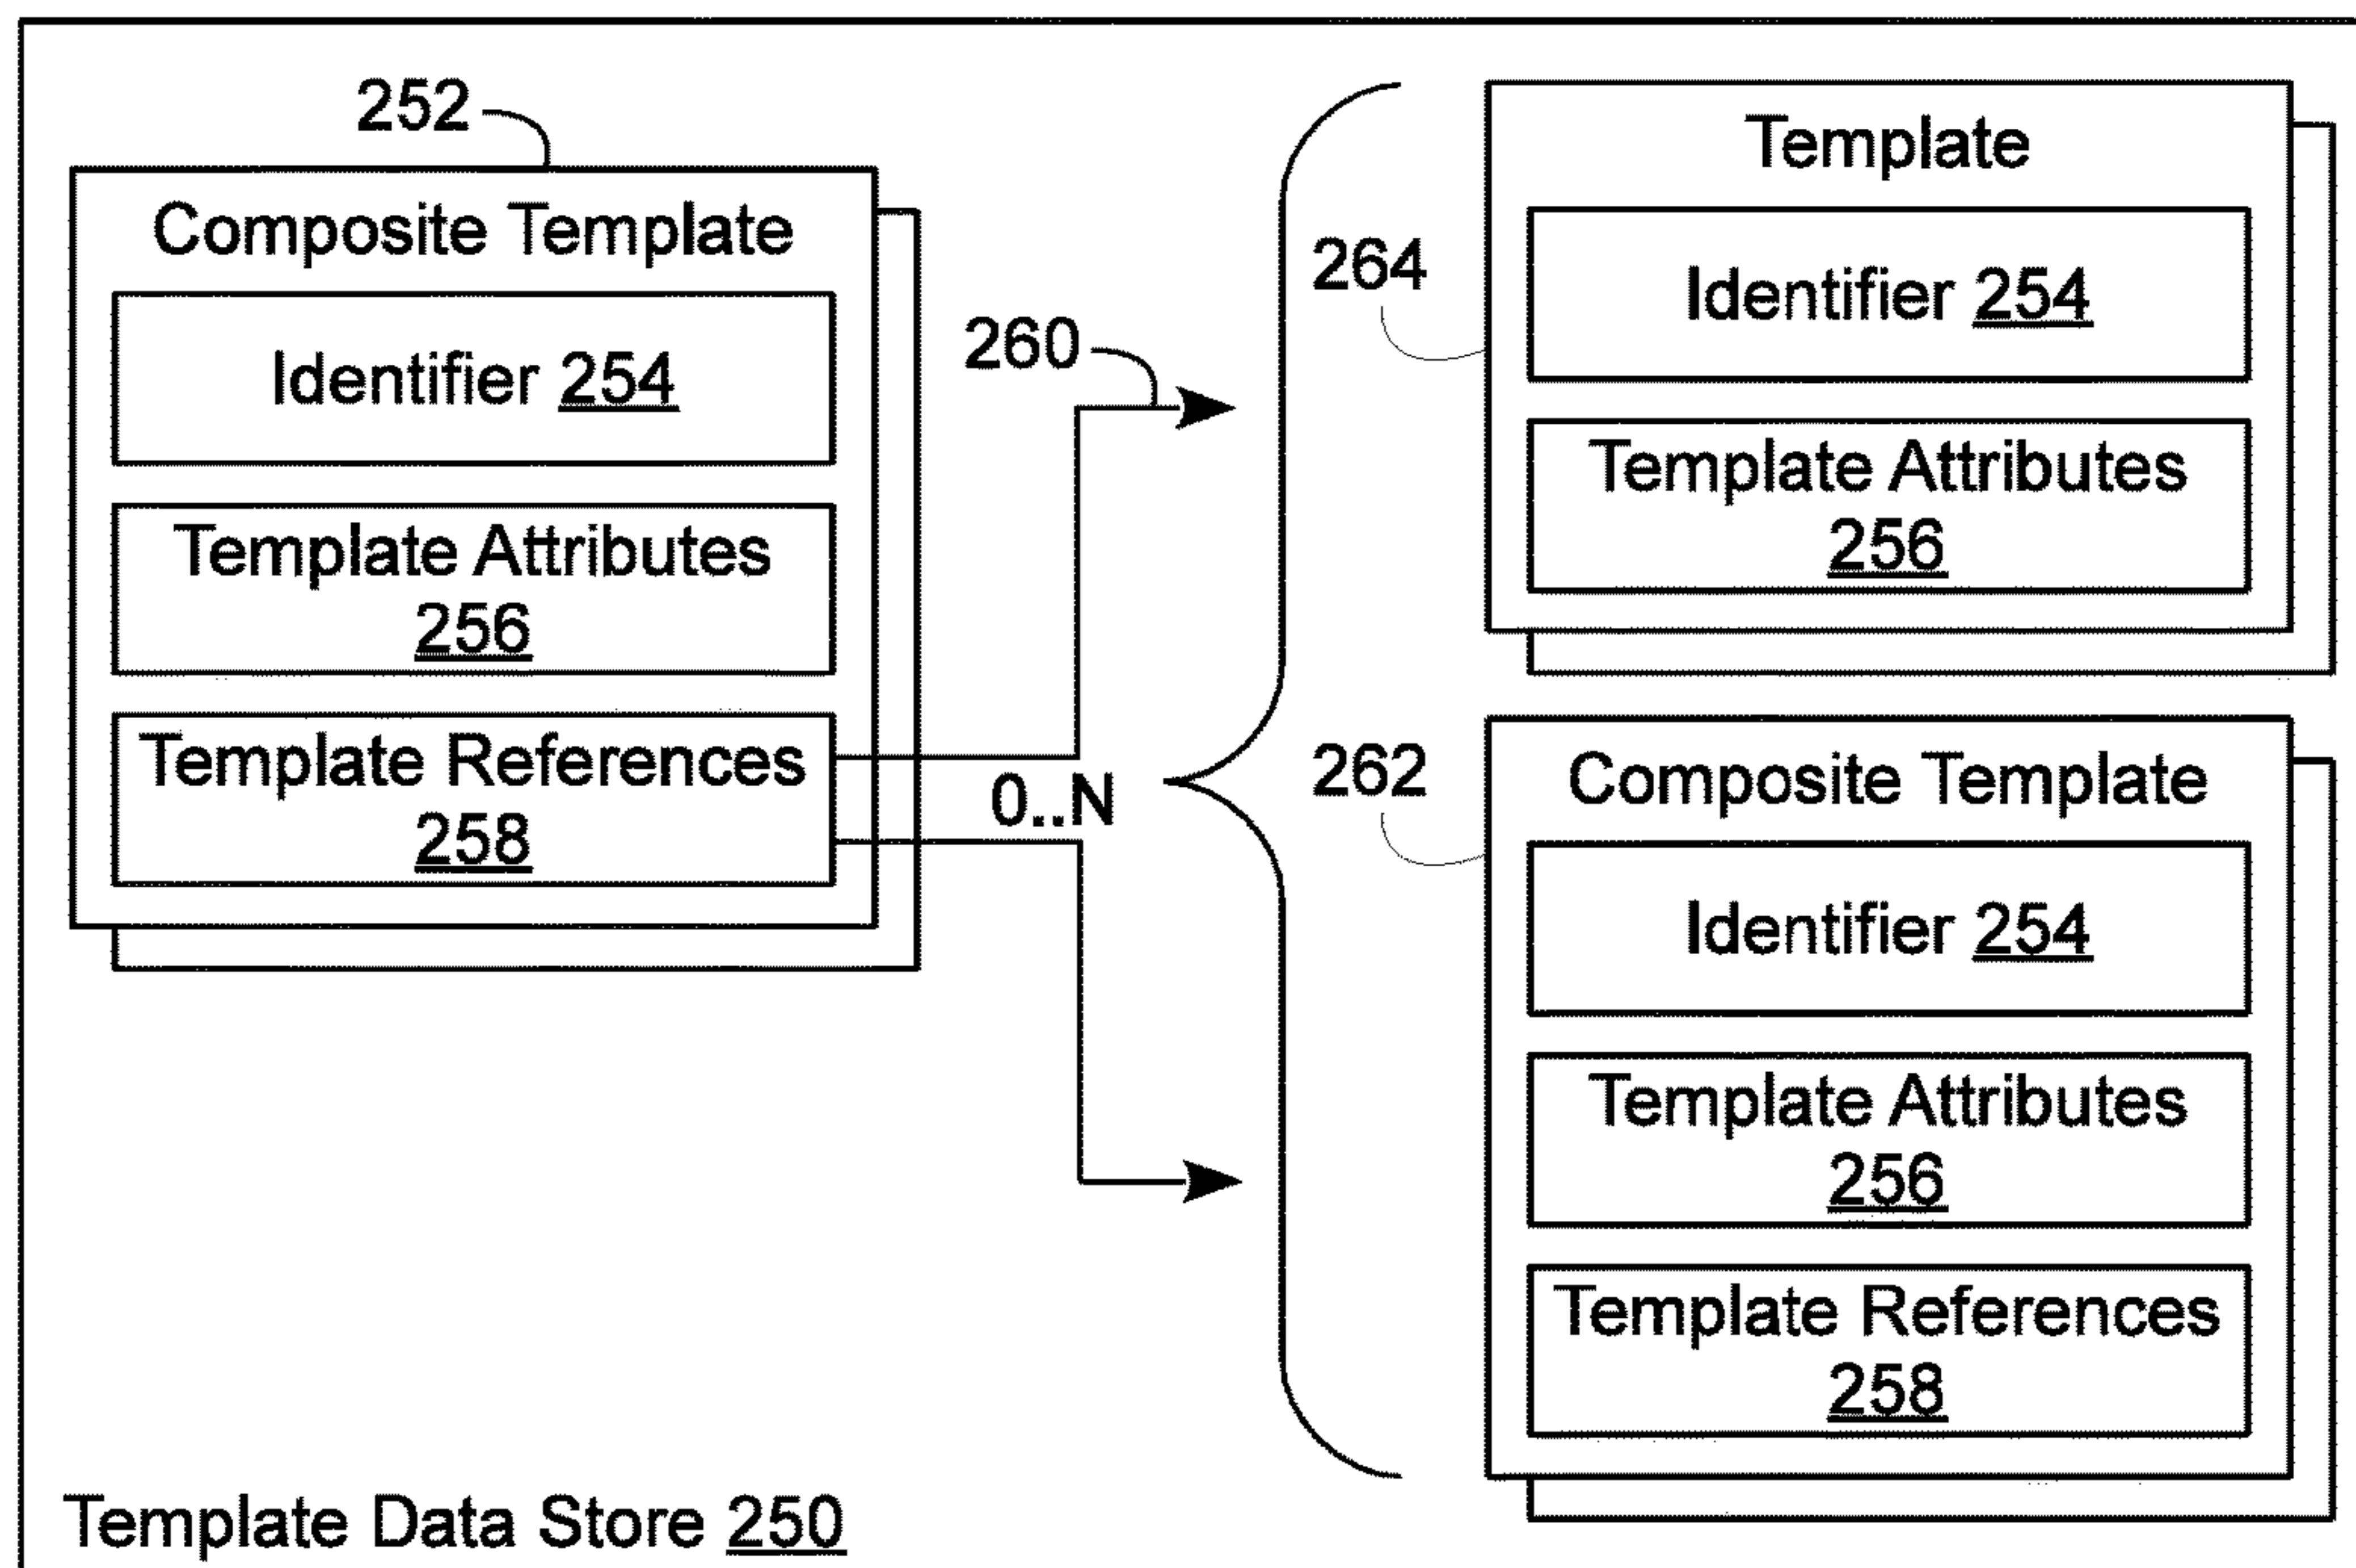 252
Composite Template
Identifier 254
Template Attributes
256
Template References
258
260
0..N
264
Template
Identifier 254
Template Attributes
256
262
Composite Template
Identifier 254
Template Attributes
256
Template References
258
Template Data Store 250